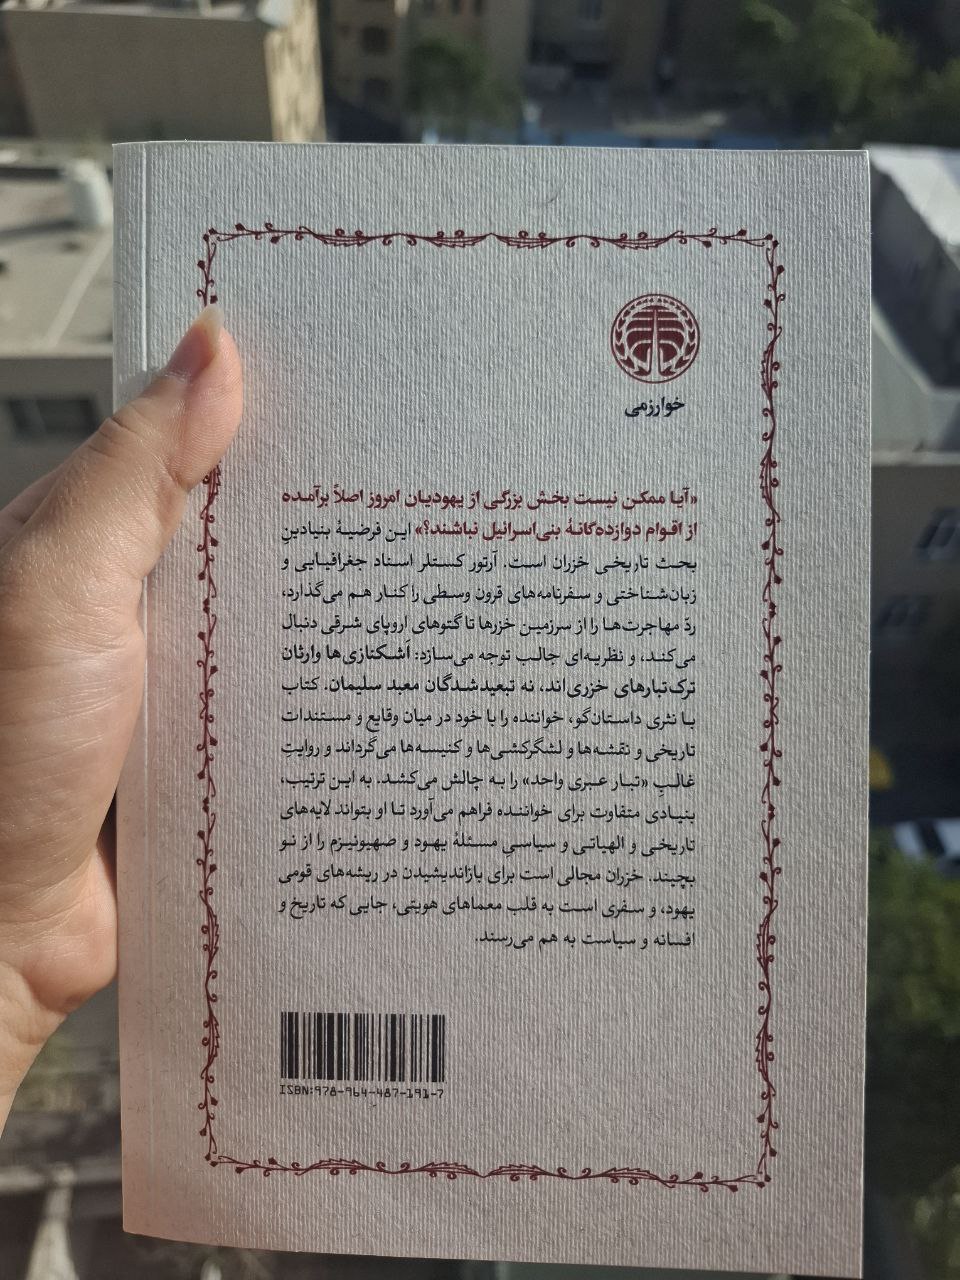 خوارزمی
«آیا ممکن نیست بخش بزرگی از یهودیان امروز اصلاً برآمده
از اقوام دوازده‌گانهٔ بنی‌اسرائیل نباشند؟» این فرضیهٔ بنیادینِ
بحث تاریخی خزران است. آرتور کستلر اسناد جغرافیایی و
زبان‌شناختی و سفرنامه‌های قرون وسطی را کنار هم می‌گذارد،
ردّ مهاجرت‌ها را از سرزمین خزرها تا گتوهای اروپای شرقی دنبال
می‌کند، و نظریه‌ای جالب توجه می‌سازد: اَشکنازی‌ها وارثان
ترک‌تبارهای خزری‌اند، نه تبعیدشدگان معبد سلیمان. کتاب
با نثری داستان‌گو، خواننده را با خود در میان وقایع و مستندات
تاریخی و نقشه‌ها و لشگرکشی‌ها و کنیسه‌ها می‌گرداند و روایتِ
غالبِ «تبار عبری واحد» را به چالش می‌کشد. به این ترتیب،
بنیادی متفاوت برای خواننده فراهم می‌آورد تا او بتواند لایه‌های
تاریخی و الهیاتی و سیاسیِ مسئلهٔ یهود و صهیونیزم را از نو
بچیند. خزران مجالی است برای بازاندیشیدن در ریشه‌های قومی
یهود، و سفری است به قلب معماهای هویتی، جایی که تاریخ و
افسانه و سیاست به هم می‌رسند.
ISBN:978-964-487-191-7